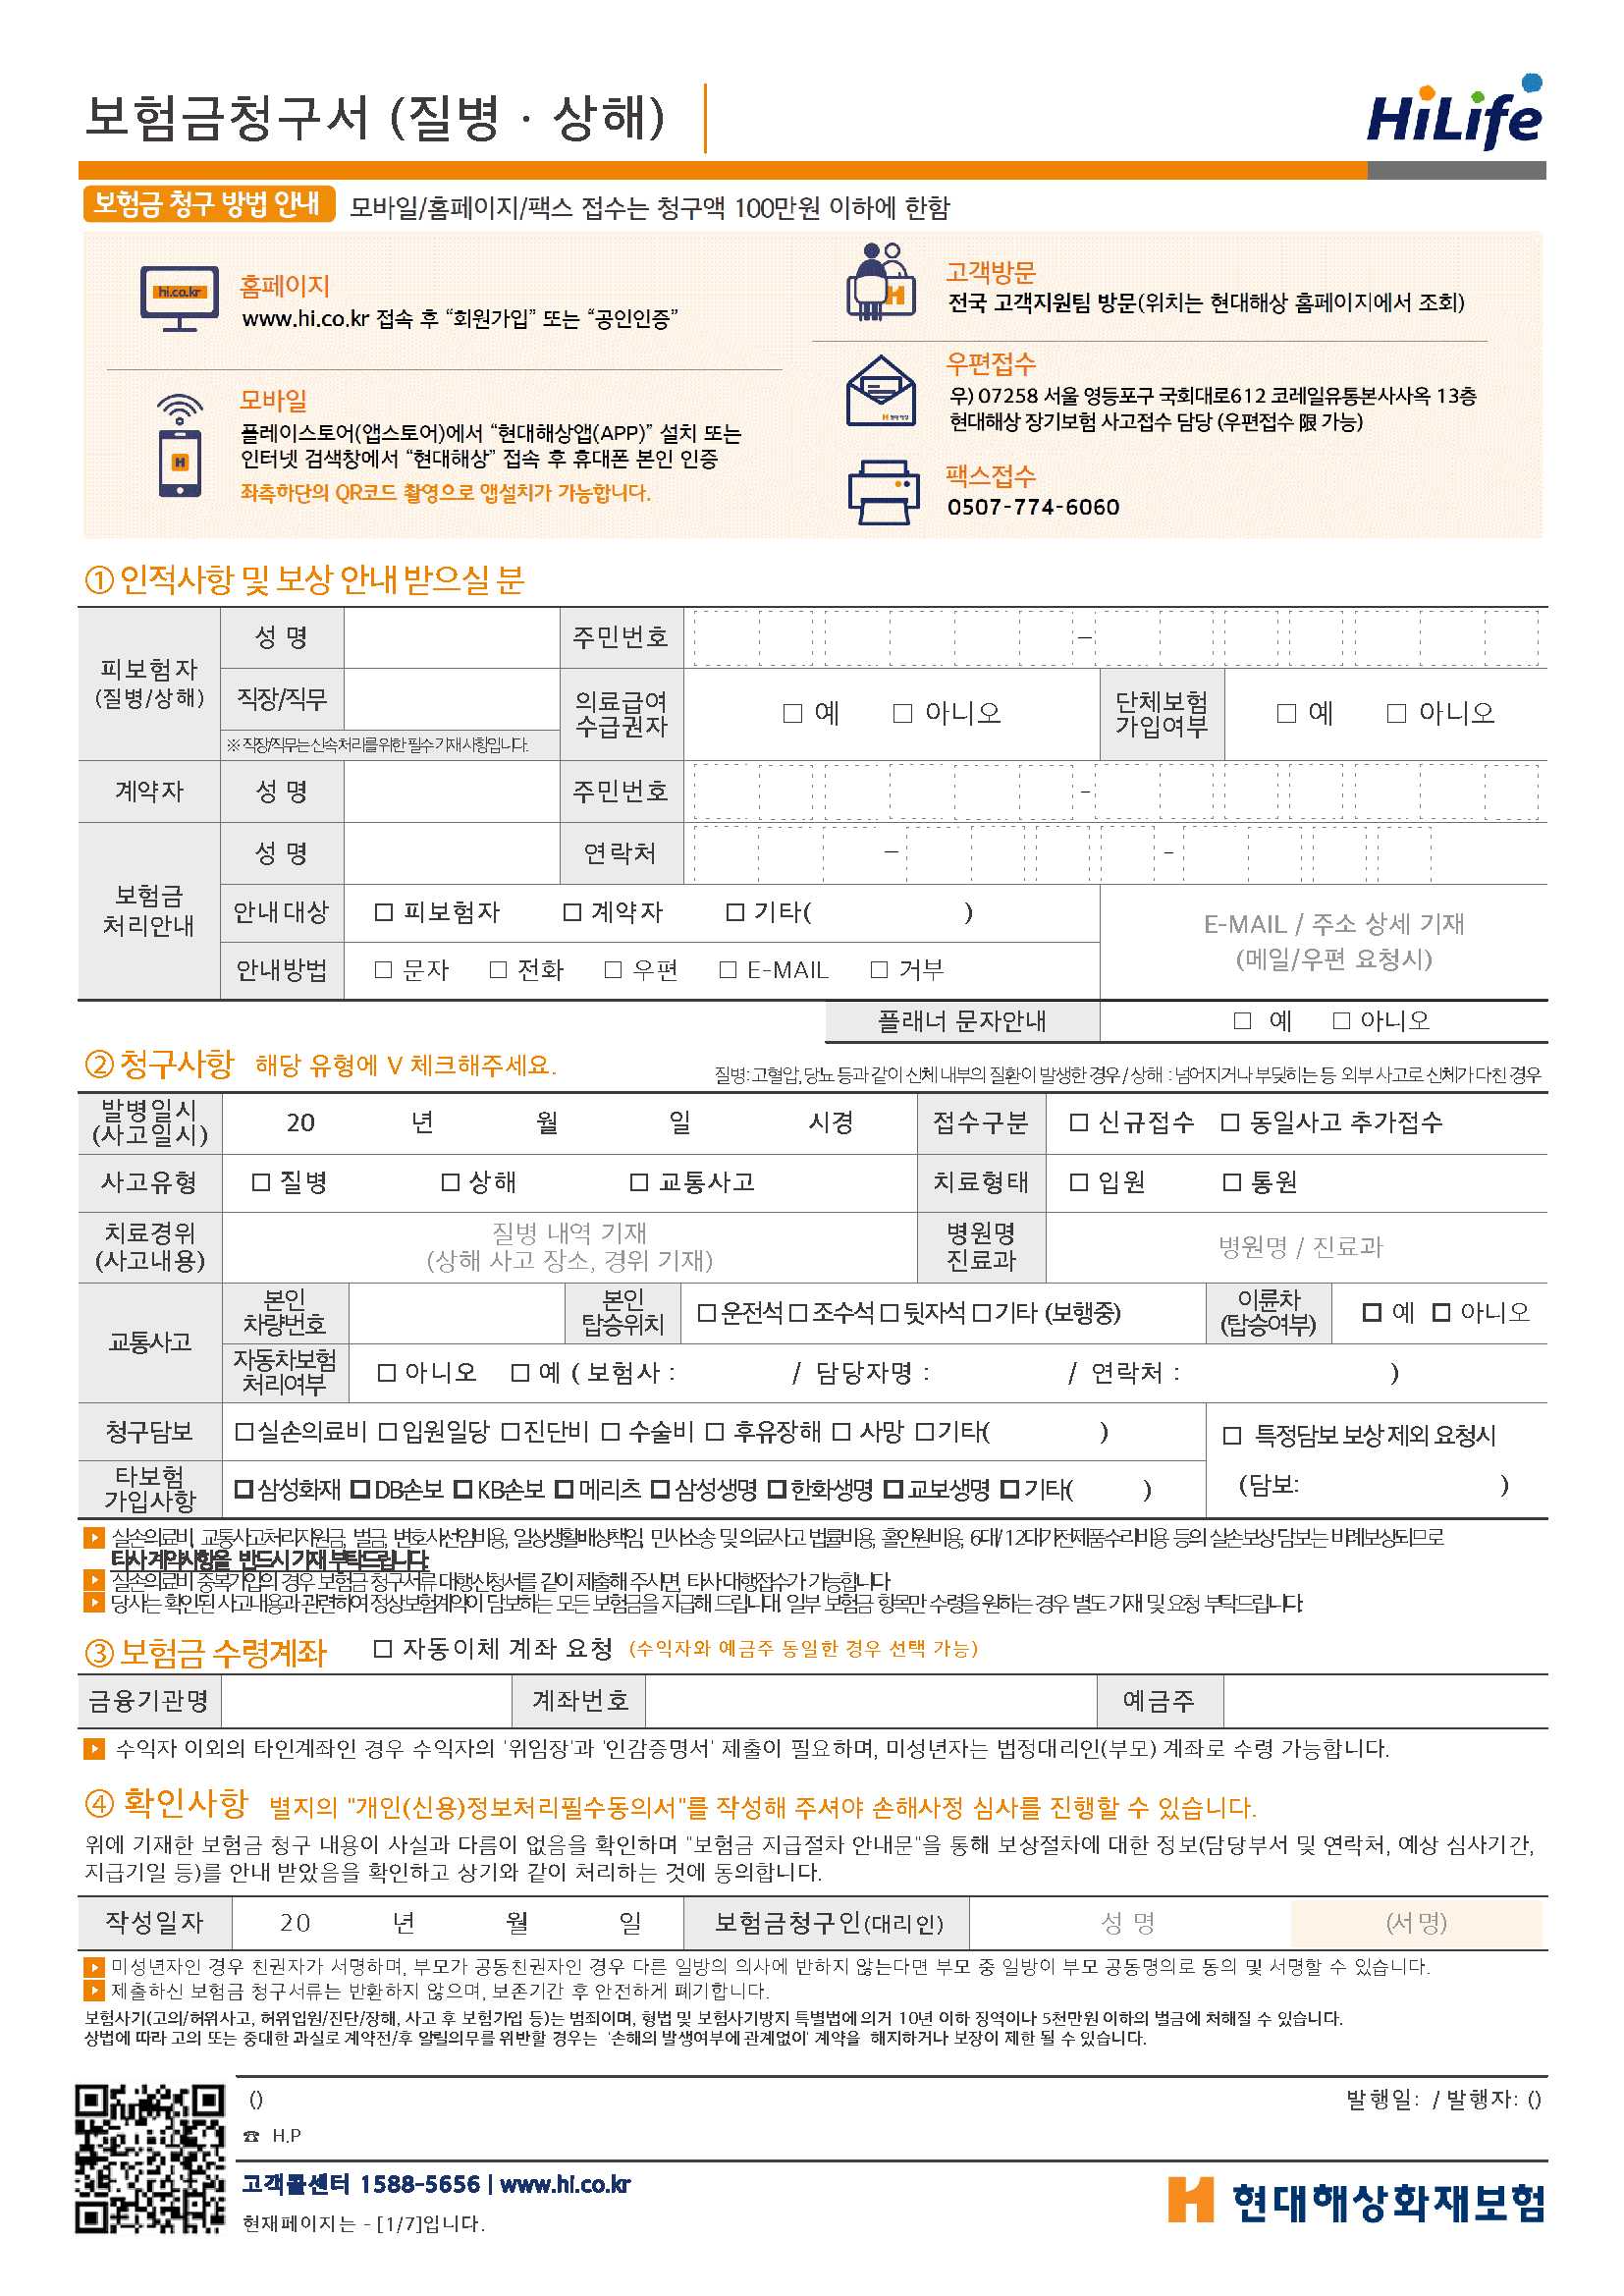 보험금청구서 (질병 · 상해)
HiLife
보험금 청구 방법 안내 모바일/홈페이지/팩스 접수는 청구액 100만원 이하에 한함
hi.co.kr
홈페이지
www.hi.co.kr 접속 후 “회원가입” 또는 “공인인증”
모바일
플레이스토어(앱스토어)에서 “현대해상앱(APP)” 설치 또는
인터넷 검색창에서 “현대해상” 접속 후 휴대폰 본인 인증
좌측하단의 QR코드 촬영으로 앱설치가 가능합니다.
고객방문
전국 고객지원팀 방문(위치는 현대해상 홈페이지에서 조회)
우편접수
우) 07258 서울 영등포구 국회대로612 코레일유통본사사옥 13층
현대해상 장기보험 사고접수 담당 (우편접수 限 가능)
팩스접수
0507-774-6060
① 인적사항 및 보상 안내 받으실 분
피보험자
(질병/상해)
성 명
주민번호 –
직장/직무
※ 직장/직무는 신속처리를 위한 필수 기재사항입니다.
의료급여
수급권자
□ 예 □ 아니오
단체보험
가입여부
□ 예 □ 아니오
계약자 성 명 주민번호 -
보험금
처리안내
성 명 연락처 – -
안내대상 □ 피보험자 □ 계약자 □ 기타( )
안내방법 □ 문자 □ 전화 □ 우편 □ E-MAIL □ 거부
E-MAIL / 주소 상세 기재
(메일/우편 요청시)
플래너 문자안내 □ 예 □ 아니오
② 청구사항 해당 유형에 V 체크해주세요.
질병:고혈압,당뇨 등과 같이 신체 내부의 질환이 발생한 경우 / 상해 : 넘어지거나 부딪히는 등 외부 사고로 신체가 다친 경우
발병일시
(사고일시)
20 년 월 일 시경
접수구분 □ 신규접수 □ 동일사고 추가접수
사고유형 □ 질병 □ 상해 □ 교통사고
치료형태 □ 입원 □ 통원
치료경위
(사고내용)
질병 내역 기재
(상해 사고 장소, 경위 기재)
병원명
진료과
병원명 / 진료과
교통사고
본인
차량번호
본인
탑승위치
□ 운전석 □ 조수석 □ 뒷자석 □ 기타 (보행중)
이륜차
(탑승여부)
□ 예 □ 아니오
자동차보험
처리여부
□ 아니오 □ 예 ( 보험사 : / 담당자명 : / 연락처 : )
청구담보 □ 실손의료비 □ 입원일당 □ 진단비 □ 수술비 □ 후유장해 □ 사망 □ 기타( )
□ 특정담보 보상 제외 요청시
(담보: )
타보험
가입사항
□ 삼성화재 □ DB손보 □ KB손보 □ 메리츠 □ 삼성생명 □ 한화생명 □ 교보생명 □ 기타( )
실손의료비, 교통사고처리지원금, 벌금, 변호사선임비용, 일상생활배상책임, 민사소송 및 의료사고 법률비용, 홀인원비용, 6대/12대가전제품수리비용 등의 실손보상 담보는 비례보상되므로
타사 계약사항을 반드시 기재 부탁드립니다.
실손의료비 중복가입의 경우 보험금 청구서류 대행신청서를 같이 제출해 주시면, 타사 대행접수가 가능합니다
당사는 확인된 사고내용과 관련하여 정상보험계약이 담보하는 모든 보험금을 지급해 드립니다. 일부 보험금 항목만 수령을 원하는 경우 별도 기재 및 요청 부탁드립니다.
③ 보험금 수령계좌 □ 자동이체 계좌 요청 (수익자와 예금주 동일한 경우 선택 가능)
금융기관명 계좌번호 예금주
수익자 이외의 타인계좌인 경우 수익자의 '위임장'과 '인감증명서' 제출이 필요하며, 미성년자는 법정대리인(부모) 계좌로 수령 가능합니다.
④ 확인사항 별지의 "개인(신용)정보처리필수동의서"를 작성해 주셔야 손해사정 심사를 진행할 수 있습니다.
위에 기재한 보험금 청구 내용이 사실과 다름이 없음을 확인하며 "보험금 지급절차 안내문"을 통해 보상절차에 대한 정보(담당부서 및 연락처, 예상 심사기간,
지급기일 등)를 안내 받았음을 확인하고 상기와 같이 처리하는 것에 동의합니다.
작성일자 20 년 월 일 보험금청구인(대리인) 성 명 (서명)
미성년자인 경우 친권자가 서명하며, 부모가 공동친권자인 경우 다른 일방의 의사에 반하지 않는다면 부모 중 일방이 부모 공동명의로 동의 및 서명할 수 있습니다.
제출하신 보험금 청구서류는 반환하지 않으며, 보존기간 후 안전하게 폐기합니다.
보험사기(고의/허위사고, 허위입원/진단/장해, 사고 후 보험가입 등)는 범죄이며, 형법 및 보험사기방지 특별법에 의거 10년 이하 징역이나 5천만원 이하의 벌금에 처해질 수 있습니다.
상법에 따라 고의 또는 중대한 과실로 계약전/후 알릴의무를 위반할 경우는 '손해의 발생여부에 관계없이' 계약을 해지하거나 보장이 제한 될 수 있습니다.
()
발행일: / 발행자: ()
☎ H.P
고객콜센터 1588-5656 | www.hi.co.kr
현재페이지는 - [1/7]입니다.
현대해상화재보험